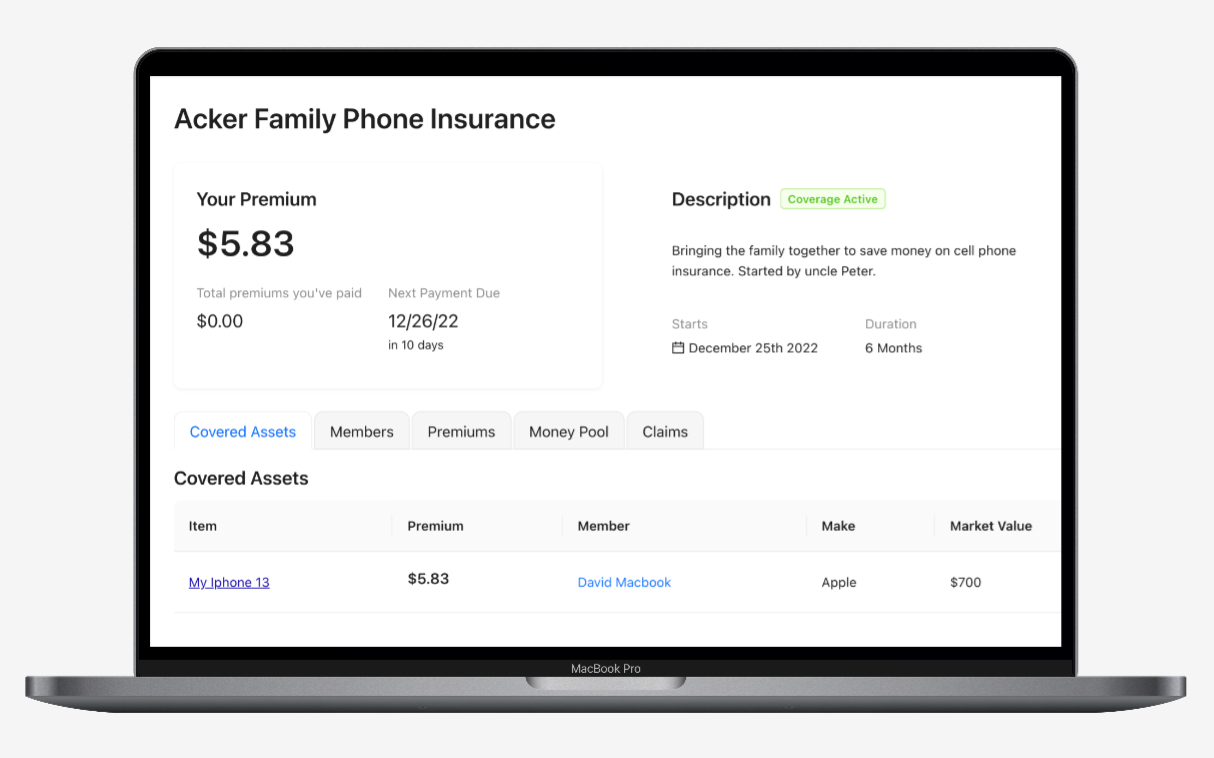 Acker Family Phone Insurance
Your Premium
$5.83
Total premiums you've paid
$0.00
Next Payment Due
12/26/22
in 10 days
Description
Coverage Active
Bringing the family together to save money on cell phone
insurance. Started by uncle Peter.
Starts
December 25th 2022
Duration
6 Months
Covered Assets Members Premiums Money Pool Claims
Covered Assets
Item Premium Member Make Market Value
My Iphone 13 $5.83 David Macbook Apple $700
MacBook Pro